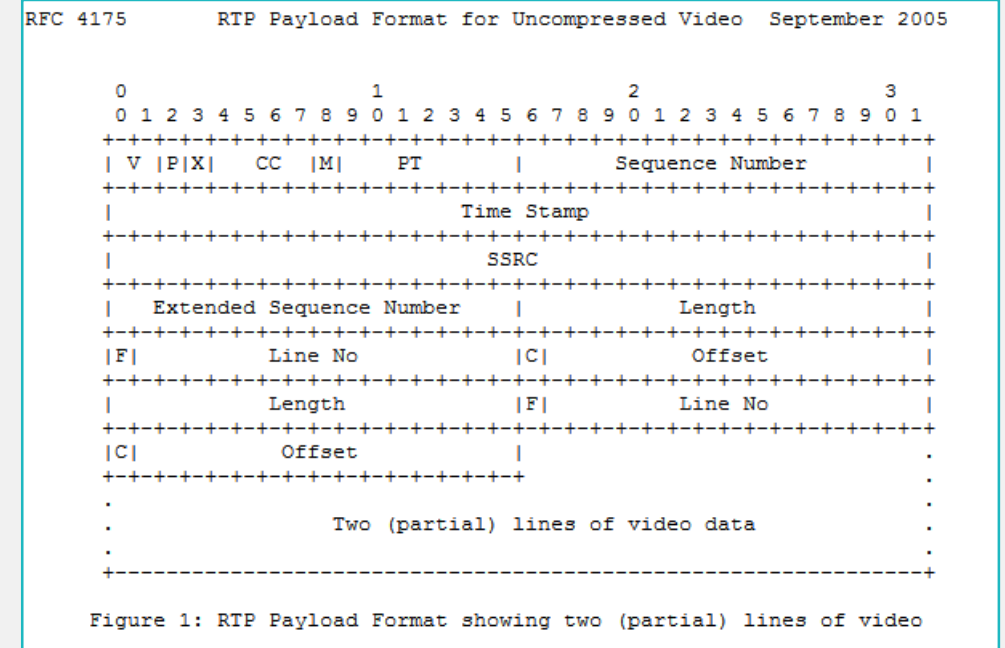 RFC 4175       RTP Payload Format for Uncompressed Video  September 2005
 0                   1                   2                   3
 0 1 2 3 4 5 6 7 8 9 0 1 2 3 4 5 6 7 8 9 0 1 2 3 4 5 6 7 8 9 0 1
+-+-+-+-+-+-+-+-+-+-+-+-+-+-+-+-+-+-+-+-+-+-+-+-+-+-+-+-+-+-+-+-+
| V |P|X|   CC  |M|    PT       |       Sequence Number         |
+-+-+-+-+-+-+-+-+-+-+-+-+-+-+-+-+-+-+-+-+-+-+-+-+-+-+-+-+-+-+-+-+
|                           Time Stamp                          |
+-+-+-+-+-+-+-+-+-+-+-+-+-+-+-+-+-+-+-+-+-+-+-+-+-+-+-+-+-+-+-+-+
|                             SSRC                              |
+-+-+-+-+-+-+-+-+-+-+-+-+-+-+-+-+-+-+-+-+-+-+-+-+-+-+-+-+-+-+-+-+
|   Extended Sequence Number    |            Length             |
+-+-+-+-+-+-+-+-+-+-+-+-+-+-+-+-+-+-+-+-+-+-+-+-+-+-+-+-+-+-+-+-+
|F|          Line No            |C|           Offset            |
+-+-+-+-+-+-+-+-+-+-+-+-+-+-+-+-+-+-+-+-+-+-+-+-+-+-+-+-+-+-+-+-+
|            Length             |F|          Line No            |
+-+-+-+-+-+-+-+-+-+-+-+-+-+-+-+-+-+-+-+-+-+-+-+-+-+-+-+-+-+-+-+-+
|C|           Offset            |                               .
+-+-+-+-+-+-+-+-+-+-+-+-+-+-+-+-+                               .
.                                                               .
.                 Two (partial) lines of video data             .
.                                                               .
+---------------------------------------------------------------+
Figure 1: RTP Payload Format showing two (partial) lines of video